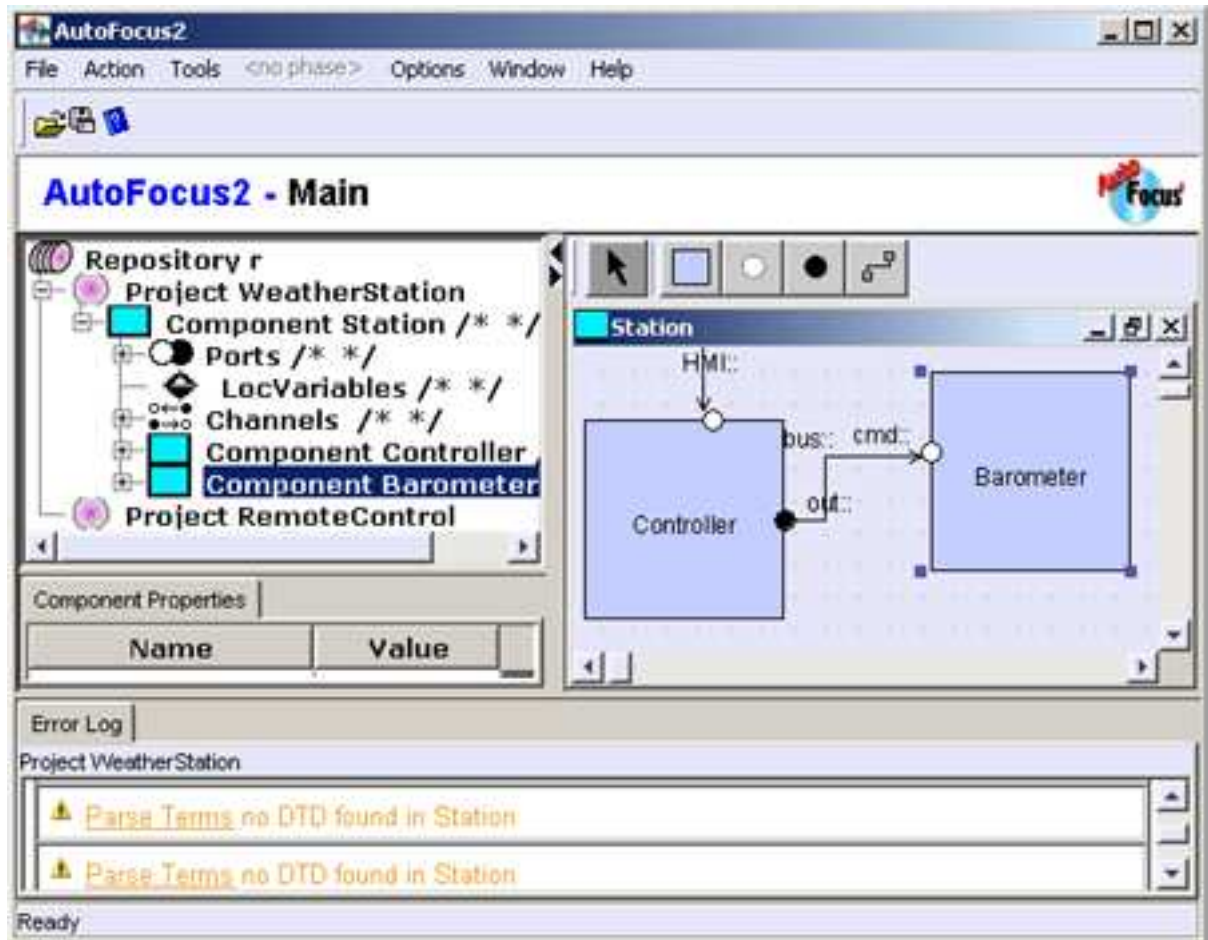 AutoFocus2
File Action Tools <no phase> Options Window Help
AutoFocus2 - Main
Auto Focus
Repository r
Project WeatherStation
Component Station /* */
Ports /* */
LocVariables /* */
Channels /* */
Component Controller
Component Barometer
Project RemoteControl
Component Properties
Name Value
Station
HMI::
bus:: cmd::
out::
Controller
Barometer
Error Log
Project WeatherStation
Parse Terms no DTD found in Station
Parse Terms no DTD found in Station
Ready